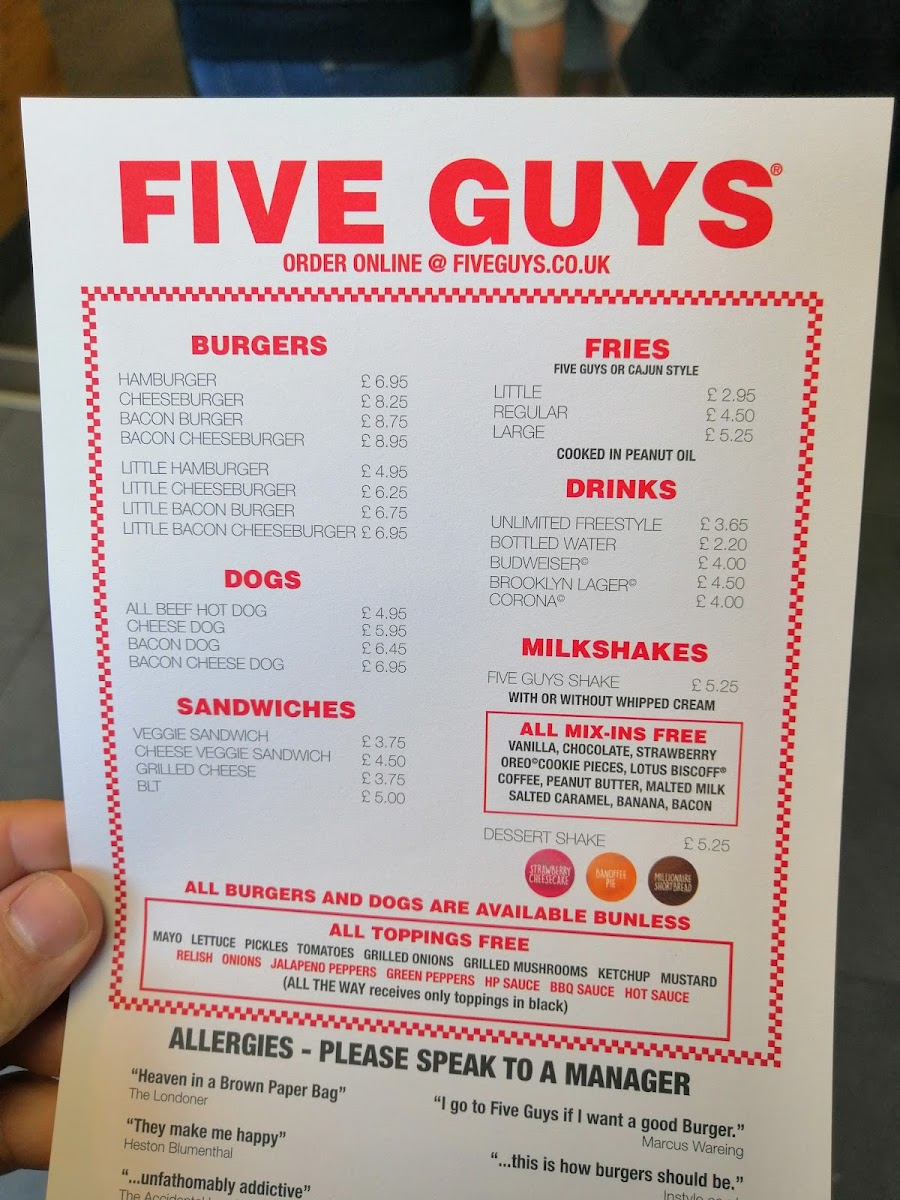 FIVE GUYS®
ORDER ONLINE @ FIVEGUYS.CO.UK
BURGERS
HAMBURGER £ 6.95
CHEESEBURGER £ 8.25
BACON BURGER £ 8.75
BACON CHEESEBURGER £ 8.95
LITTLE HAMBURGER £ 4.95
LITTLE CHEESEBURGER £ 6.25
LITTLE BACON BURGER £ 6.75
LITTLE BACON CHEESEBURGER £ 6.95
DOGS
ALL BEEF HOT DOG £ 4.95
CHEESE DOG £ 5.95
BACON DOG £ 6.45
BACON CHEESE DOG £ 6.95
SANDWICHES
VEGGIE SANDWICH £ 3.75
CHEESE VEGGIE SANDWICH £ 4.50
GRILLED CHEESE £ 3.75
BLT £ 5.00
FRIES
FIVE GUYS OR CAJUN STYLE
LITTLE £ 2.95
REGULAR £ 4.50
LARGE £ 5.25
COOKED IN PEANUT OIL
DRINKS
UNLIMITED FREESTYLE £ 3.65
BOTTLED WATER £ 2.20
BUDWEISER© £ 4.00
BROOKLYN LAGER© £ 4.50
CORONA© £ 4.00
MILKSHAKES
FIVE GUYS SHAKE £ 5.25
WITH OR WITHOUT WHIPPED CREAM
ALL MIX-INS FREE
VANILLA, CHOCOLATE, STRAWBERRY
OREO©COOKIE PIECES, LOTUS BISCOFF®
COFFEE, PEANUT BUTTER, MALTED MILK
SALTED CARAMEL, BANANA, BACON
DESSERT SHAKE £ 5.25
STRAWBERRY CHEESECAKE
BANOFFEE PIE
MILLIONAIRE SHORTBREAD
ALL BURGERS AND DOGS ARE AVAILABLE BUNLESS
ALL TOPPINGS FREE
MAYO LETTUCE PICKLES TOMATOES GRILLED ONIONS GRILLED MUSHROOMS KETCHUP MUSTARD
RELISH ONIONS JALAPENO PEPPERS GREEN PEPPERS HP SAUCE BBQ SAUCE HOT SAUCE
(ALL THE WAY receives only toppings in black)
ALLERGIES - PLEASE SPEAK TO A MANAGER
"Heaven in a Brown Paper Bag"
The Londoner
"They make me happy"
Heston Blumenthal
"...unfathomably addictive"
The
"I go to Five Guys if I want a good Burger."
Marcus Wareing
"...this is how burgers should be."